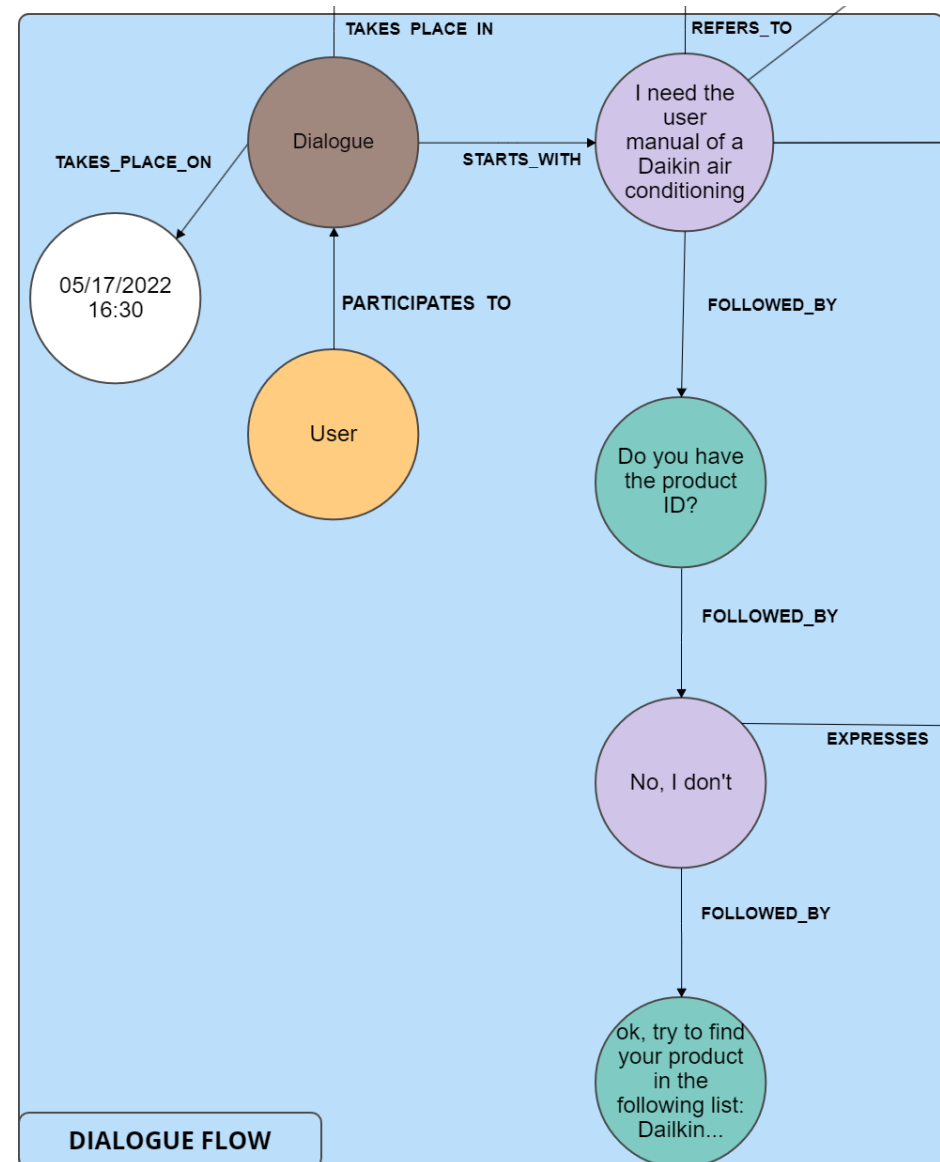 TAKES PLACE IN
REFERS_TO
Dialogue
I need the
user
manual of a
Daikin air
conditioning
TAKES_PLACE_ON
STARTS_WITH
05/17/2022
16:30
PARTICIPATES TO
FOLLOWED_BY
User
Do you have
the product
ID?
FOLLOWED_BY
No, I don't
EXPRESSES
FOLLOWED_BY
ok, try to find
your product
in the
following list:
Dailkin...
DIALOGUE FLOW